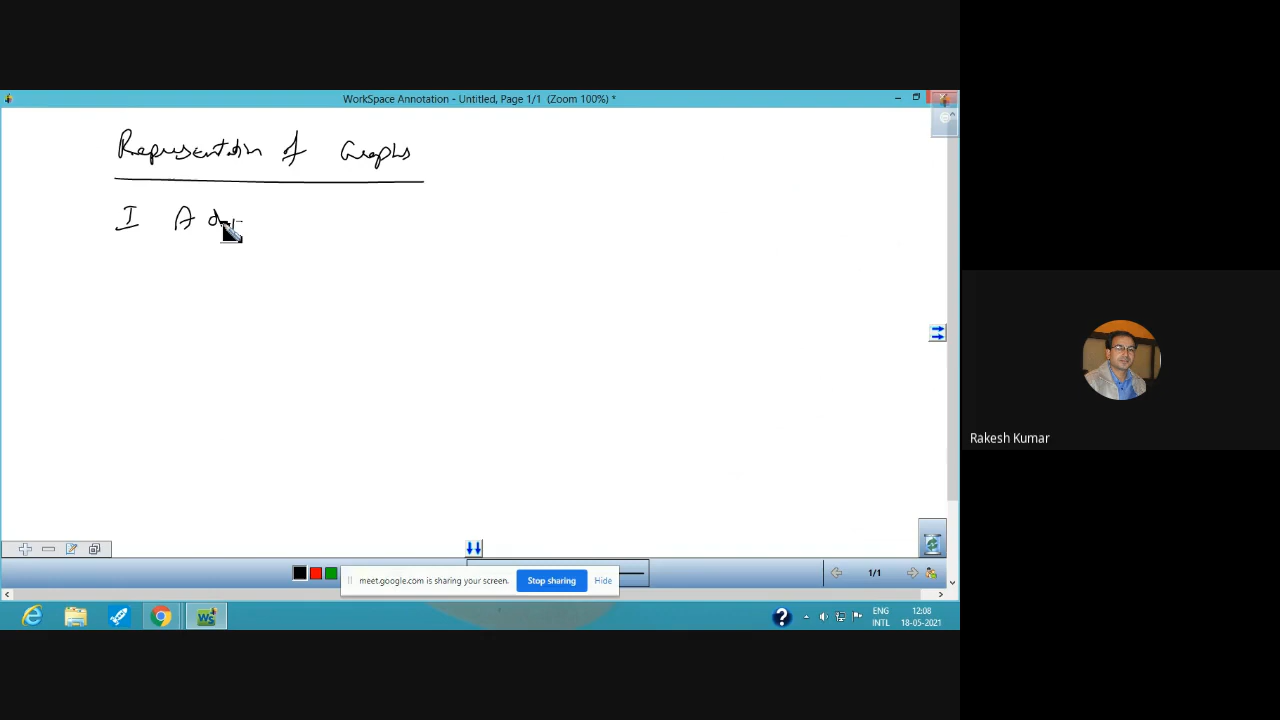 WorkSpace Annotation - Untitled, Page 1/1 (Zoom 100%) *
Representation of Graphs
I A
Rakesh Kumar
1/1
meet.google.com is sharing your screen.
Stop sharing
Hide
ENG
INTL
12:08
18-05-2021